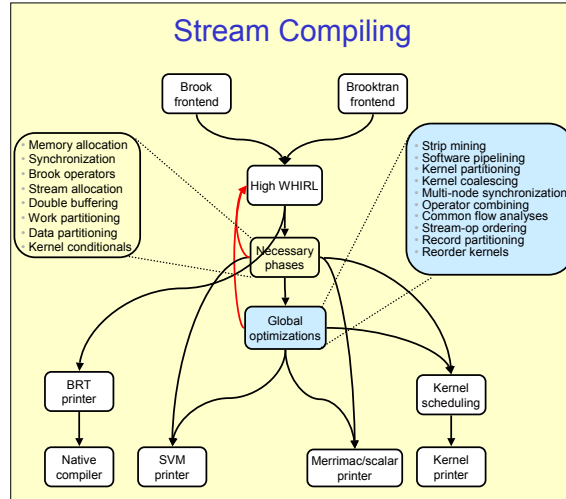 Stream Compiling
Brook
frontend
Brooktran
frontend
Memory allocation
Synchronization
Brook operators
Stream allocation
Double buffering
Work partitioning
Data partitioning
Kernel conditionals
Strip mining
Software pipelining
Kernel partitioning
Kernel coalescing
Multi-node synchronization
Operator combining
Common flow analyses
Stream-op ordering
Record partitioning
Reorder kernels
High WHIRL
Necessary
phases
Global
optimizations
BRT
printer
Kernel
scheduling
Native
compiler
SVM
printer
Merrimac/scalar
printer
Kernel
printer